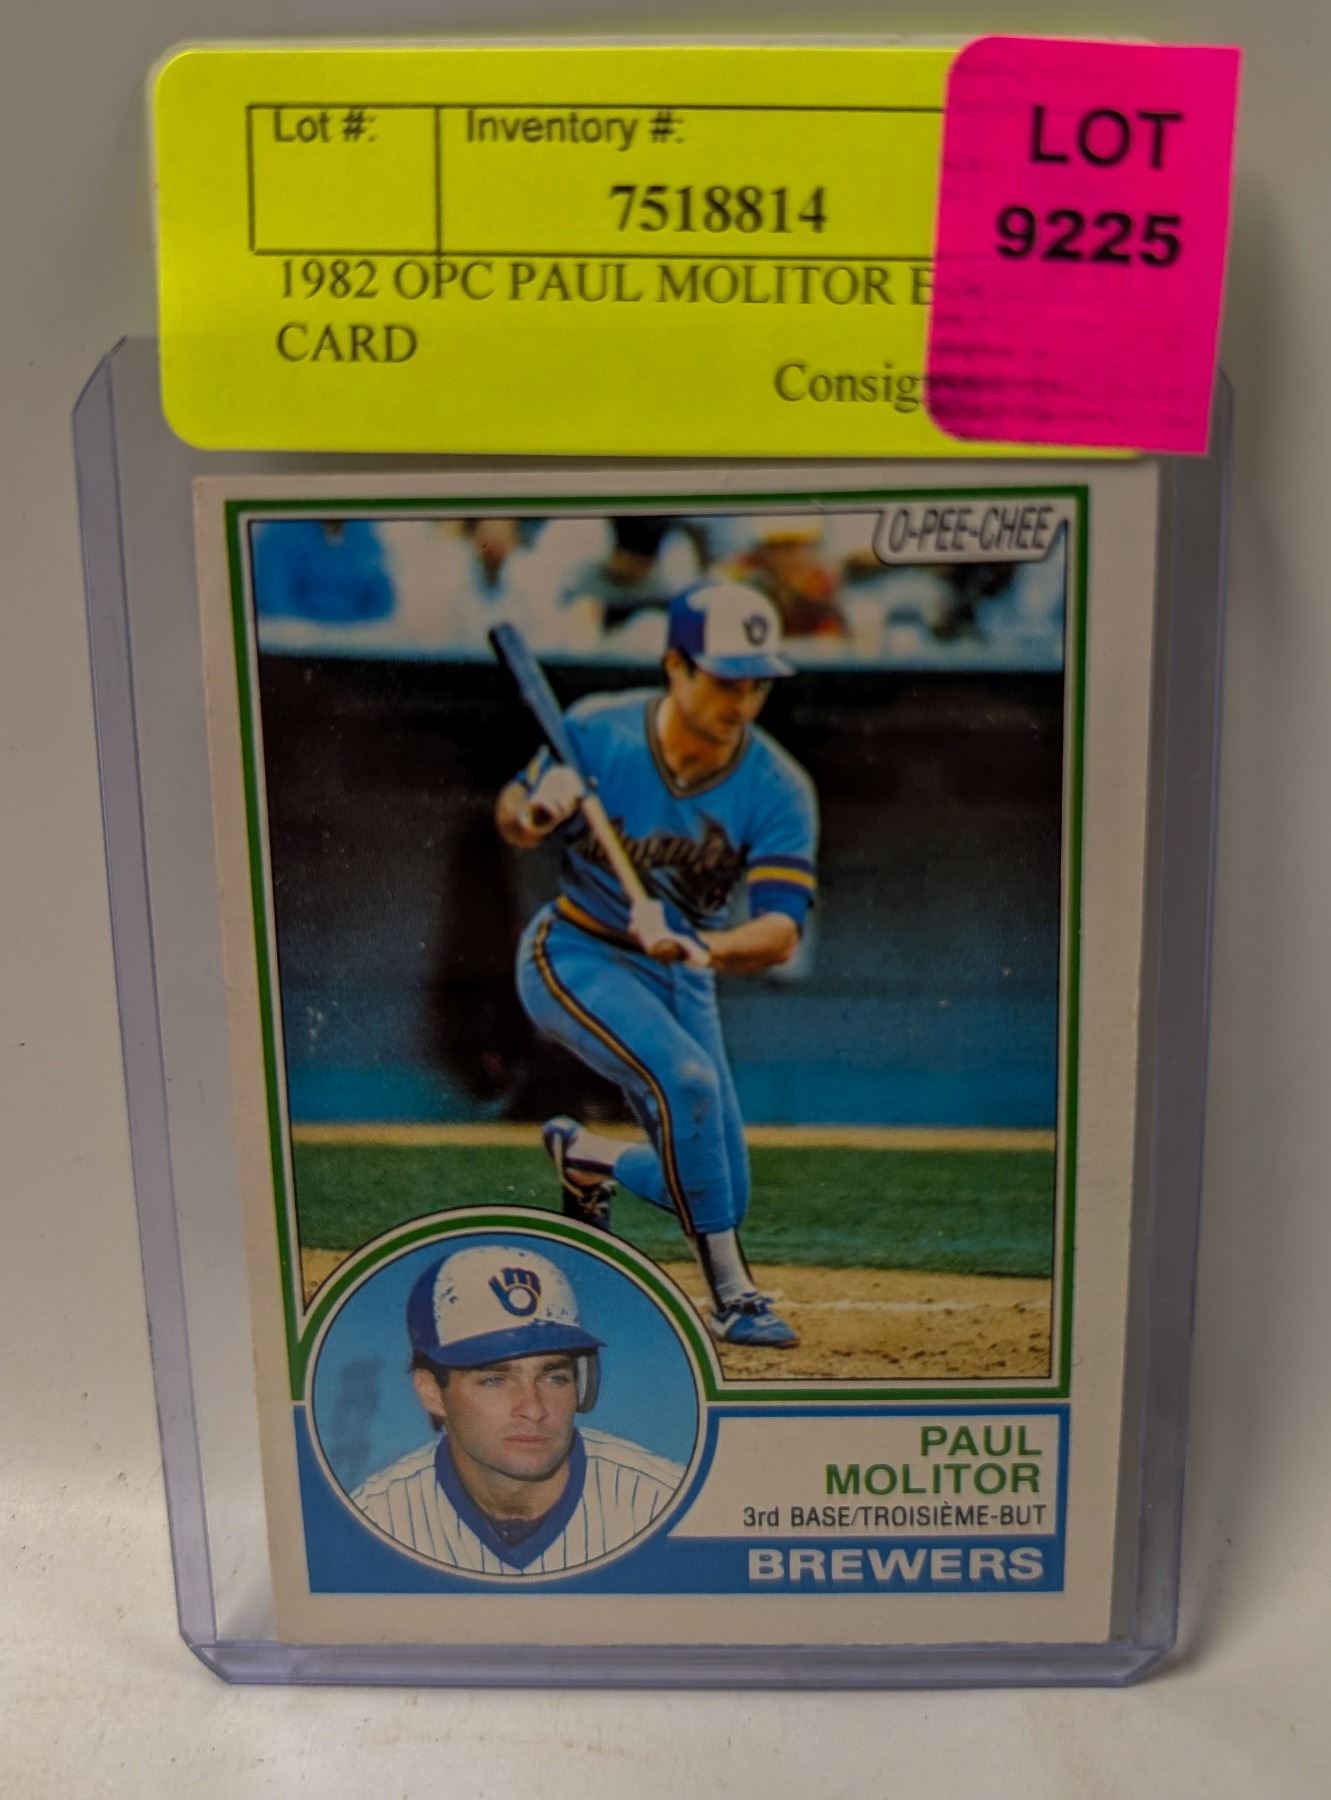 Lot #: Inventory #:
7518814
1982 OPC PAUL MOLITOR
CARD
LOT
9225
O-PEE-CHEE
Milwaukee
PAUL
MOLITOR
3rd BASE/TROISIÈME-BUT
BREWERS